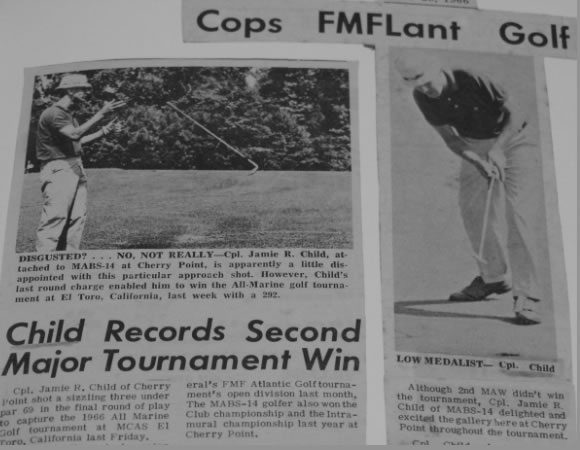 1966
Cops FMFLant Golf
DISGUSTED? . . . NO, NOT REALLY—Cpl. Jamie R. Child, at-
tached to MABS-14 at Cherry Point, is apparently a little dis-
appointed with this particular approach shot. However, Child's
last round charge enabled him to win the All-Marine golf tourna-
ment at El Toro, California, last week with a 292.
Child Records Second
Major Tournament Win
Cpl. Jamie R. Child of Cherry
Point shot a sizzling three under
par 69 in the final round of play
to capture the 1966 All Marine
Golf tournament at MCAS El
Toro, California last Friday.
eral's FMF Atlantic Golf tourna-
ment's open division last month,
The MABS-14 golfer also won the
Club championship and the Intra-
mural championship last year at
Cherry Point.
LOW MEDALIST— Cpl. Child
Although 2nd MAW didn't win
the tournament, Cpl. Jamie R.
Child of MABS-14 delighted and
excited the gallery here at Cherry
Point throughout the tournament.
Cpl. Child